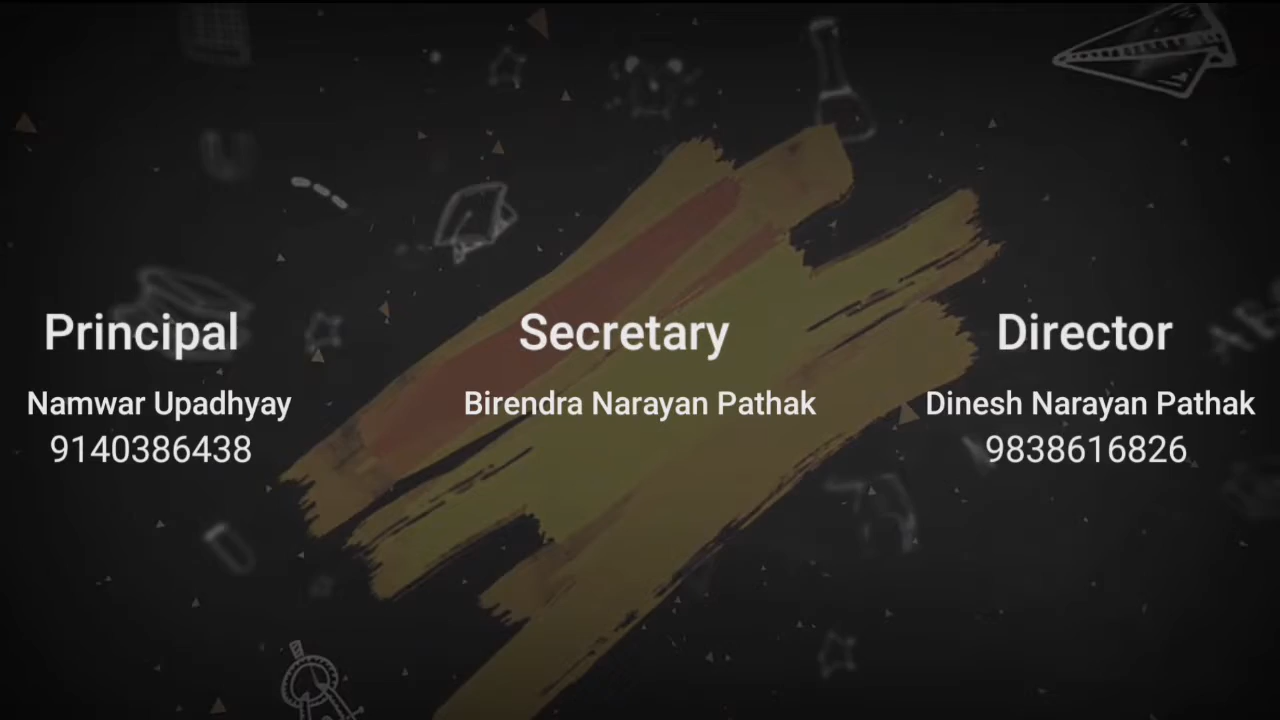 Principal
Namwar Upadhyay
9140386438
Secretary
Birendra Narayan Pathak
Director
Dinesh Narayan Pathak
9838616826